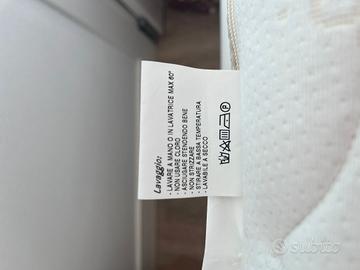 Lavaggio:
- LAVARE A MANO O IN LAVATRICE MAX 60°
- NON USARE CLORO
- ASCIUGARE STENDENDO BENE
- NON STRIZZARE
- STIRARE A BASSA TEMPERATURA
- LAVABILE A SECCO
subito